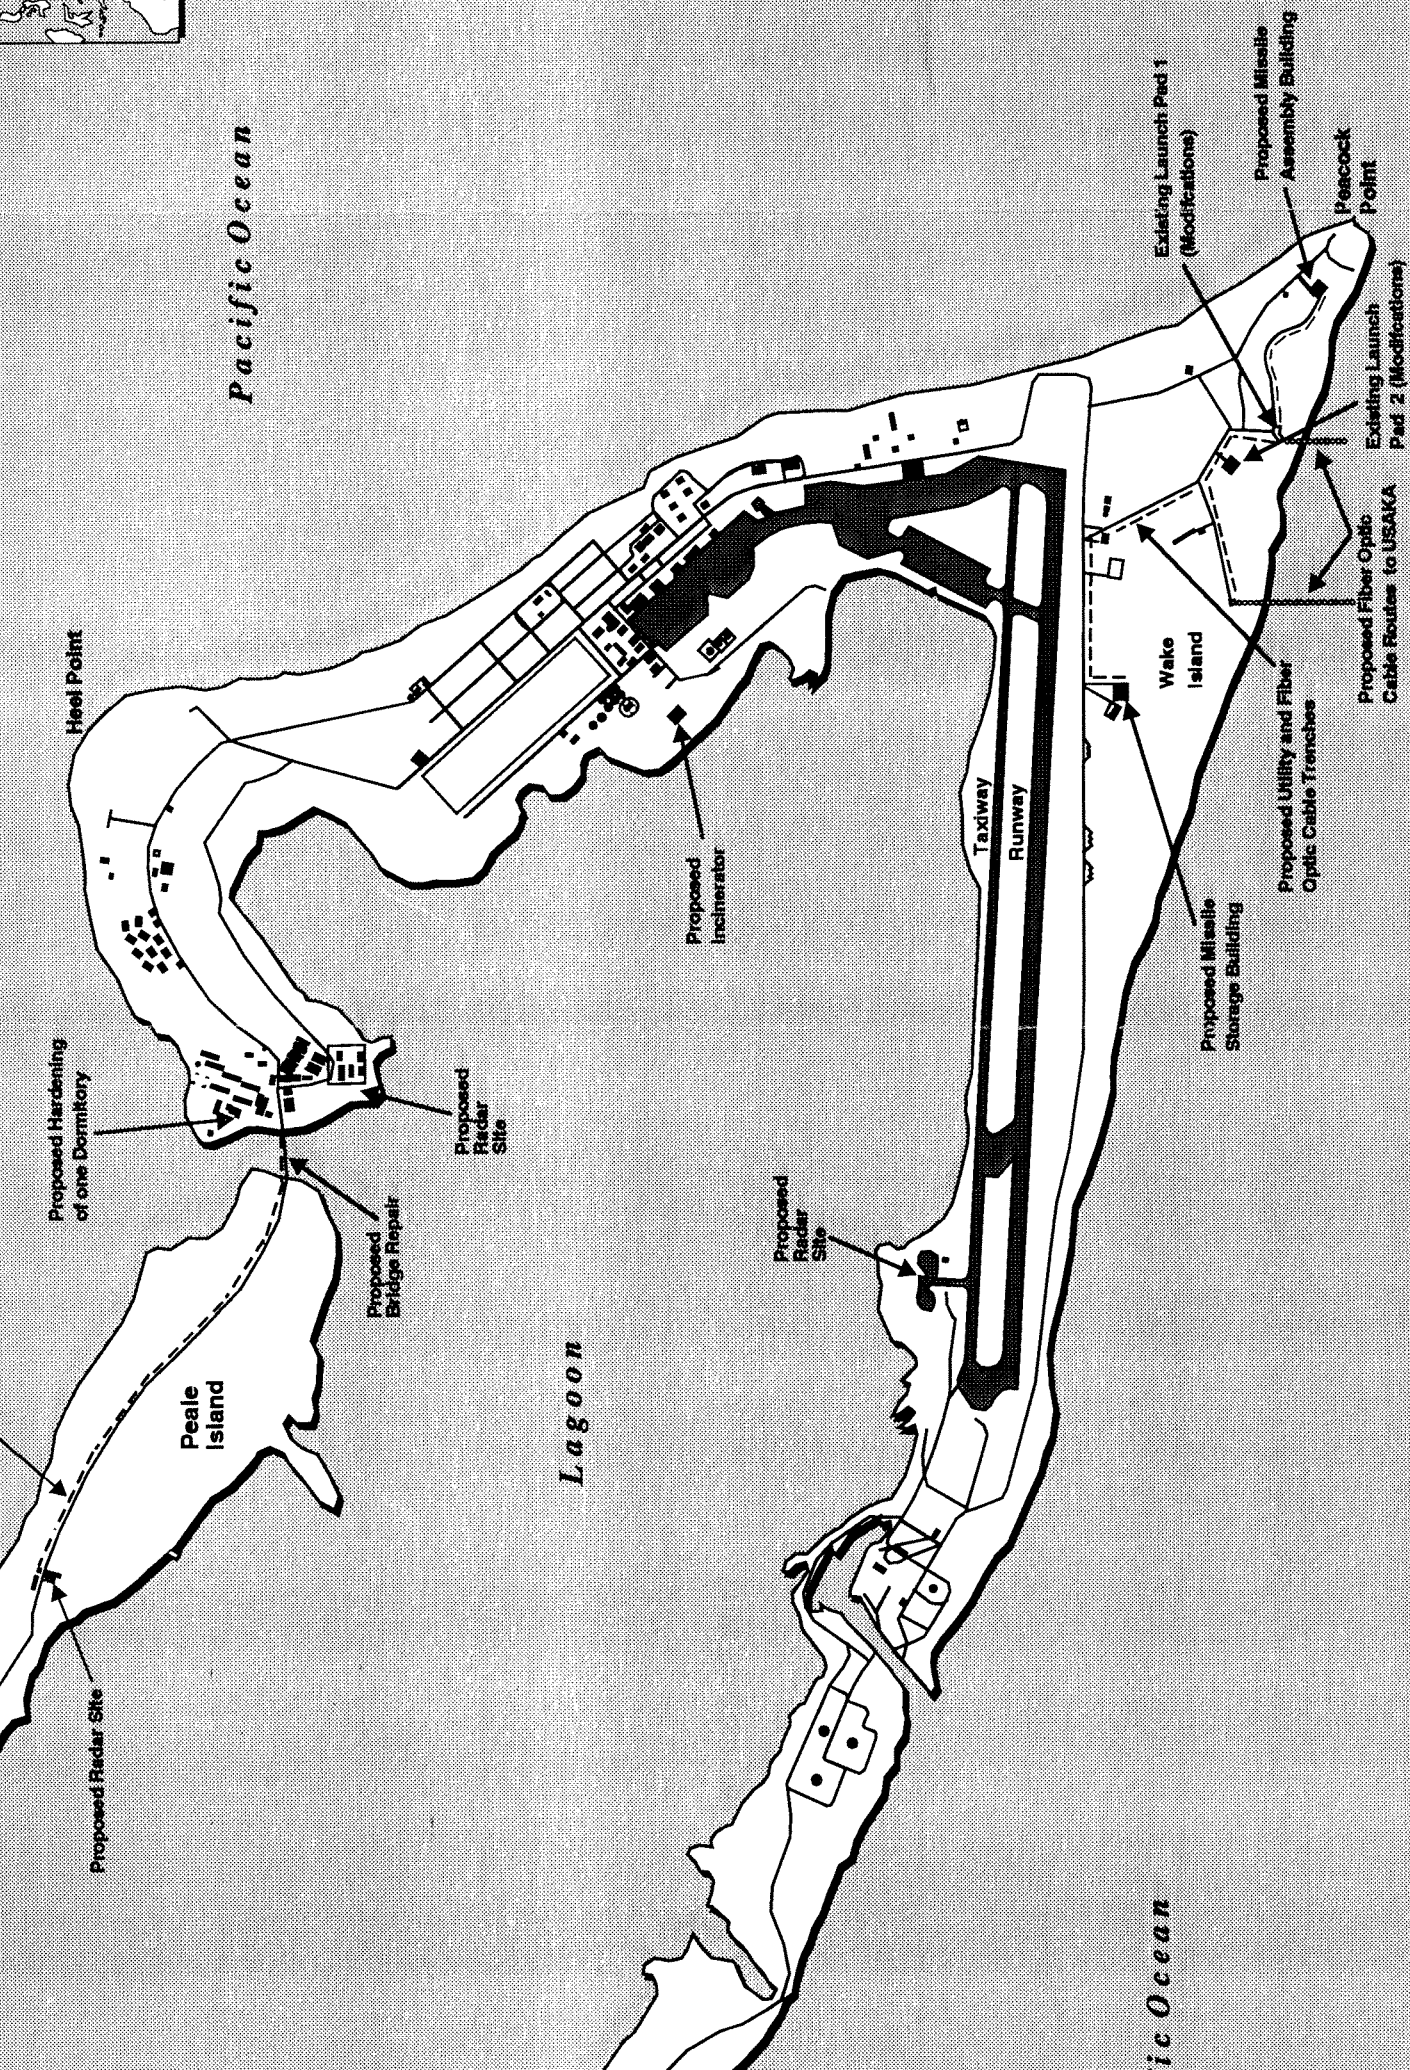 Pacific Ocean
Heel Point
Proposed Hardening
of one Dormitory
Proposed Radar Site
Peale
Island
Proposed
Bridge Repair
Proposed
Radar
Site
Lagoon
Proposed
Incinerator
Proposed
Radar
Site
Taxiway
Runway
Existing Launch Pad 1
(Modifcations)
Proposed Missile
Assembly Building
Peacock
Point
Existing Launch
Pad 2 (Modifcations)
Proposed Fiber Optic
Cable Routes to USAKA
Wake
Island
Proposed Utility and Fiber
Optic Cable Trenches
Proposed Missile
Storage Building
ic Ocean